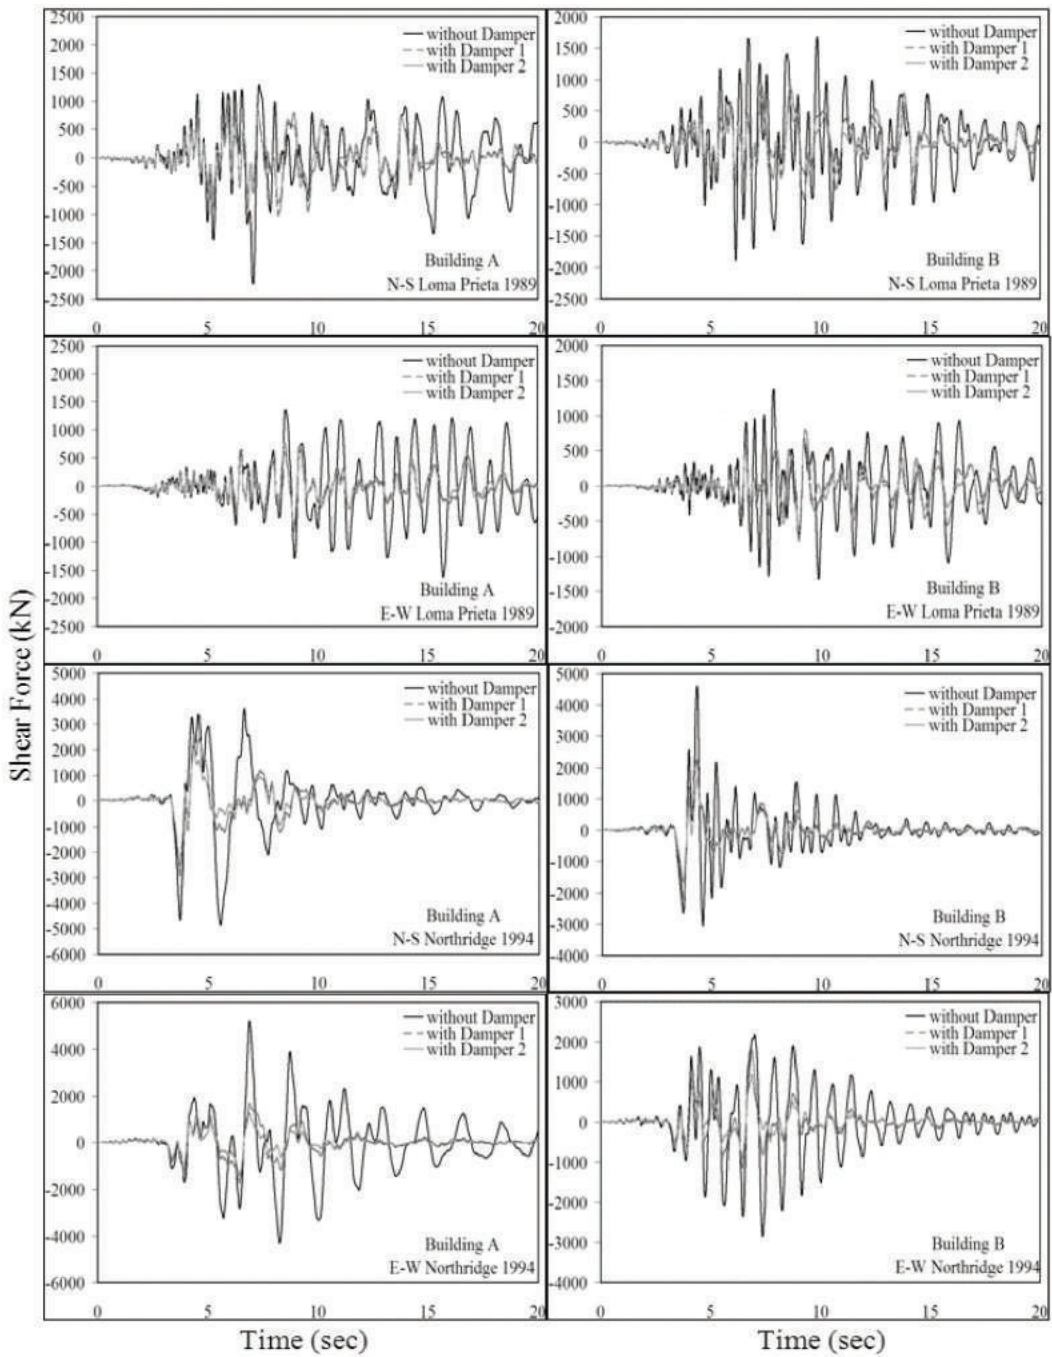 Shear Force (kN)
2500
2000
1500
1000
500
0
-500
-1000
-1500
-2000
-2500
without Damper
with Damper 1
with Damper 2
Building A
N-S Loma Prieta 1989
0 5 10 15 20
2000
1500
1000
500
0
-500
-1000
-1500
-2000
-2500
without Damper
with Damper 1
with Damper 2
Building B
N-S Loma Prieta 1989
0 5 10 15 20
2500
2000
1500
1000
500
0
-500
-1000
-1500
-2000
-2500
without Damper
with Damper 1
with Damper 2
Building A
E-W Loma Prieta 1989
0 5 10 15 20
2000
1500
1000
500
0
-500
-1000
-1500
-2000
without Damper
with Damper 1
with Damper 2
Building B
E-W Loma Prieta 1989
0 5 10 15 20
5000
4000
3000
2000
1000
0
-1000
-2000
-3000
-4000
-5000
-6000
without Damper
with Damper 1
with Damper 2
Building A
N-S Northridge 1994
0 5 10 15 20
5000
4000
3000
2000
1000
0
-1000
-2000
-3000
-4000
without Damper
with Damper 1
with Damper 2
Building B
N-S Northridge 1994
0 5 10 15 20
6000
4000
2000
0
-2000
-4000
-6000
without Damper
with Damper 1
with Damper 2
Building A
E-W Northridge 1994
0 5 10 15 20
3000
2000
1000
0
-1000
-2000
-3000
-4000
without Damper
with Damper 1
with Damper 2
Building B
E-W Northridge 1994
0 5 10 15 20
Time (sec)
Time (sec)